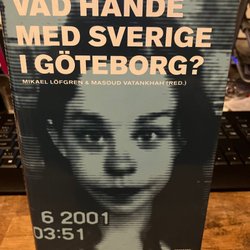 VAD HÄNDE
MED SVERIGE
I GÖTEBORG?
MIKAEL LÖFGREN & MASOUD VATANKHAH (RED.)
6 2001
03:51